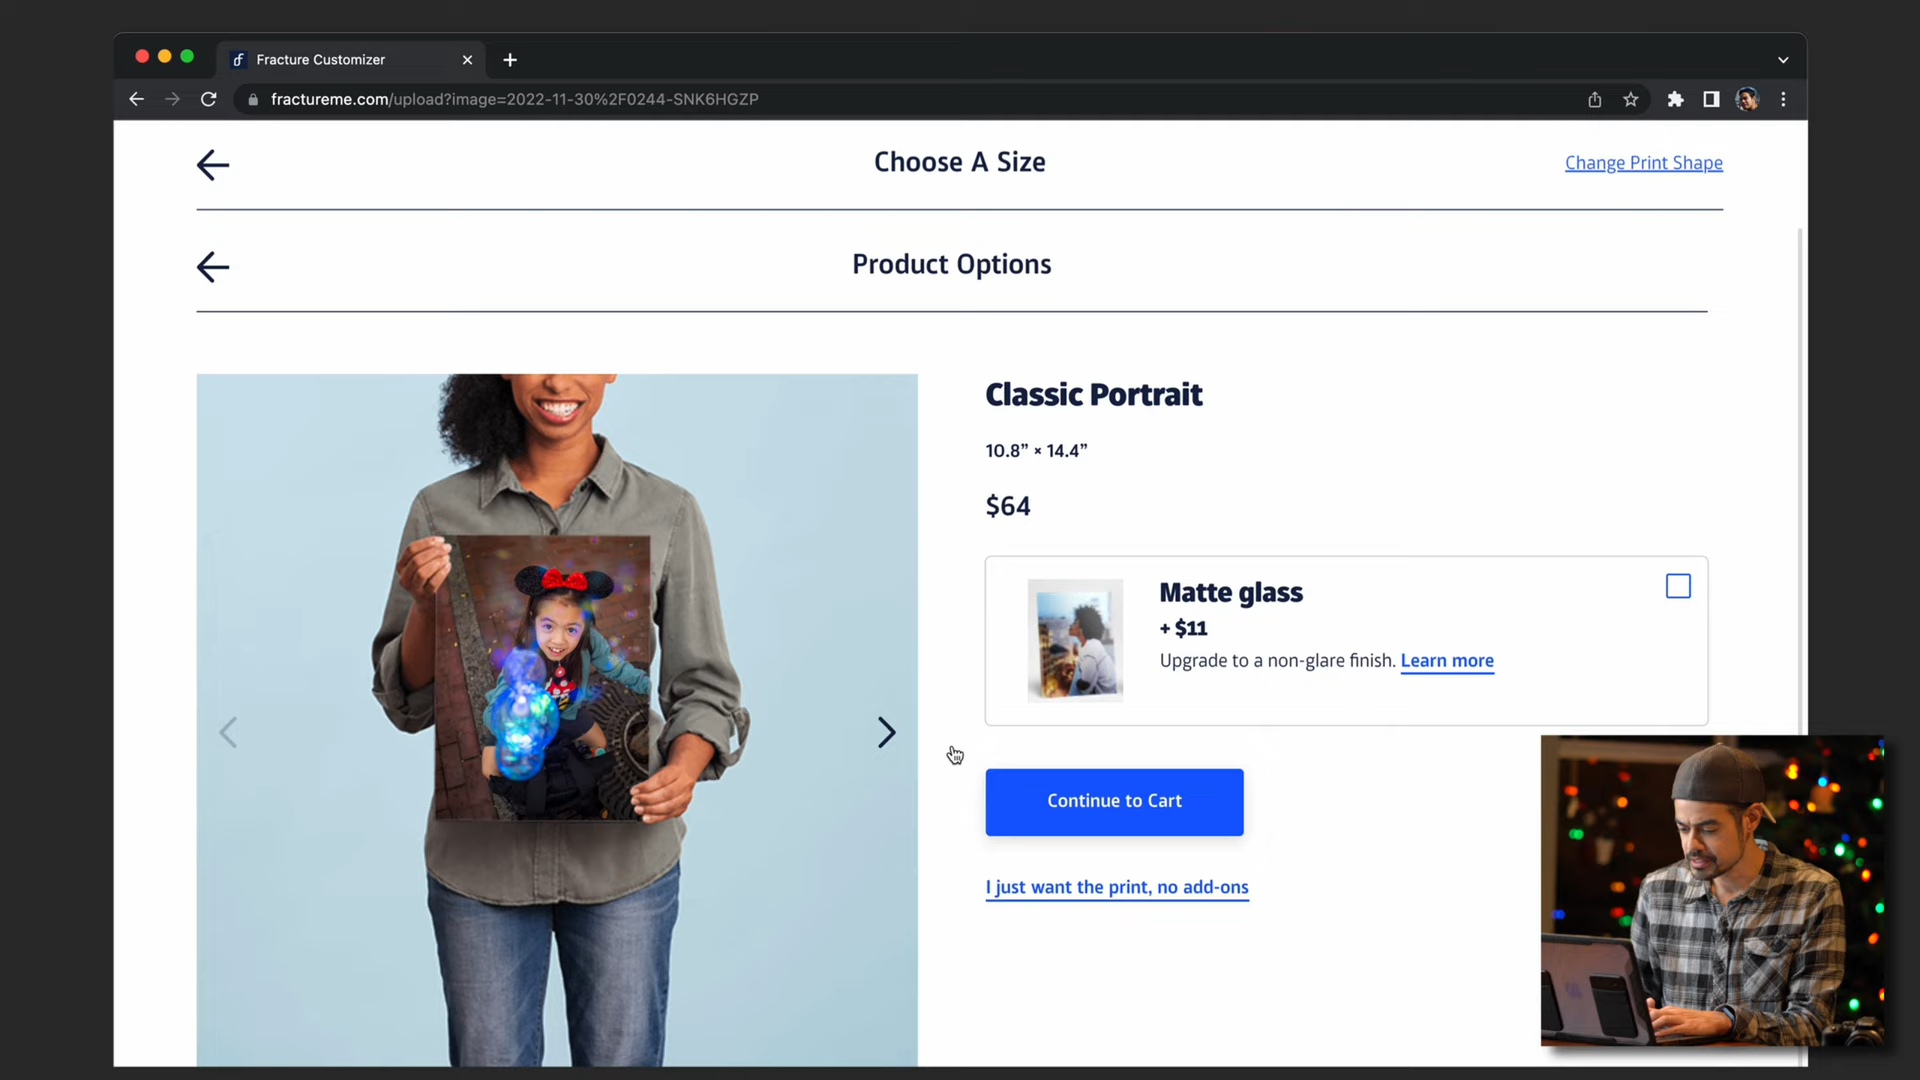 Fracture Customizer
fractureme.com/upload?image=2022-11-30%2F0244-SNK6HGZP
Choose A Size
Change Print Shape
Product Options
Classic Portrait
10.8” × 14.4”
$64
Matte glass
+ $11
Upgrade to a non-glare finish. Learn more
Continue to Cart
I just want the print, no add-ons